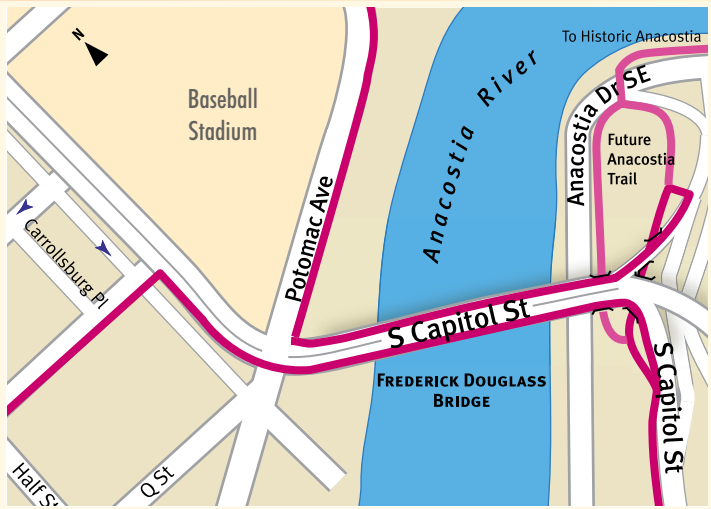 N
To Historic Anacostia
Baseball
Stadium
Anacostia River
Anacostia Dr SE
Future
Anacostia
Trail
Potomac Ave
Carrollsburg Pl
S Capitol St
FREDERICK DOUGLASS
BRIDGE
S Capitol St
Q St
Half St